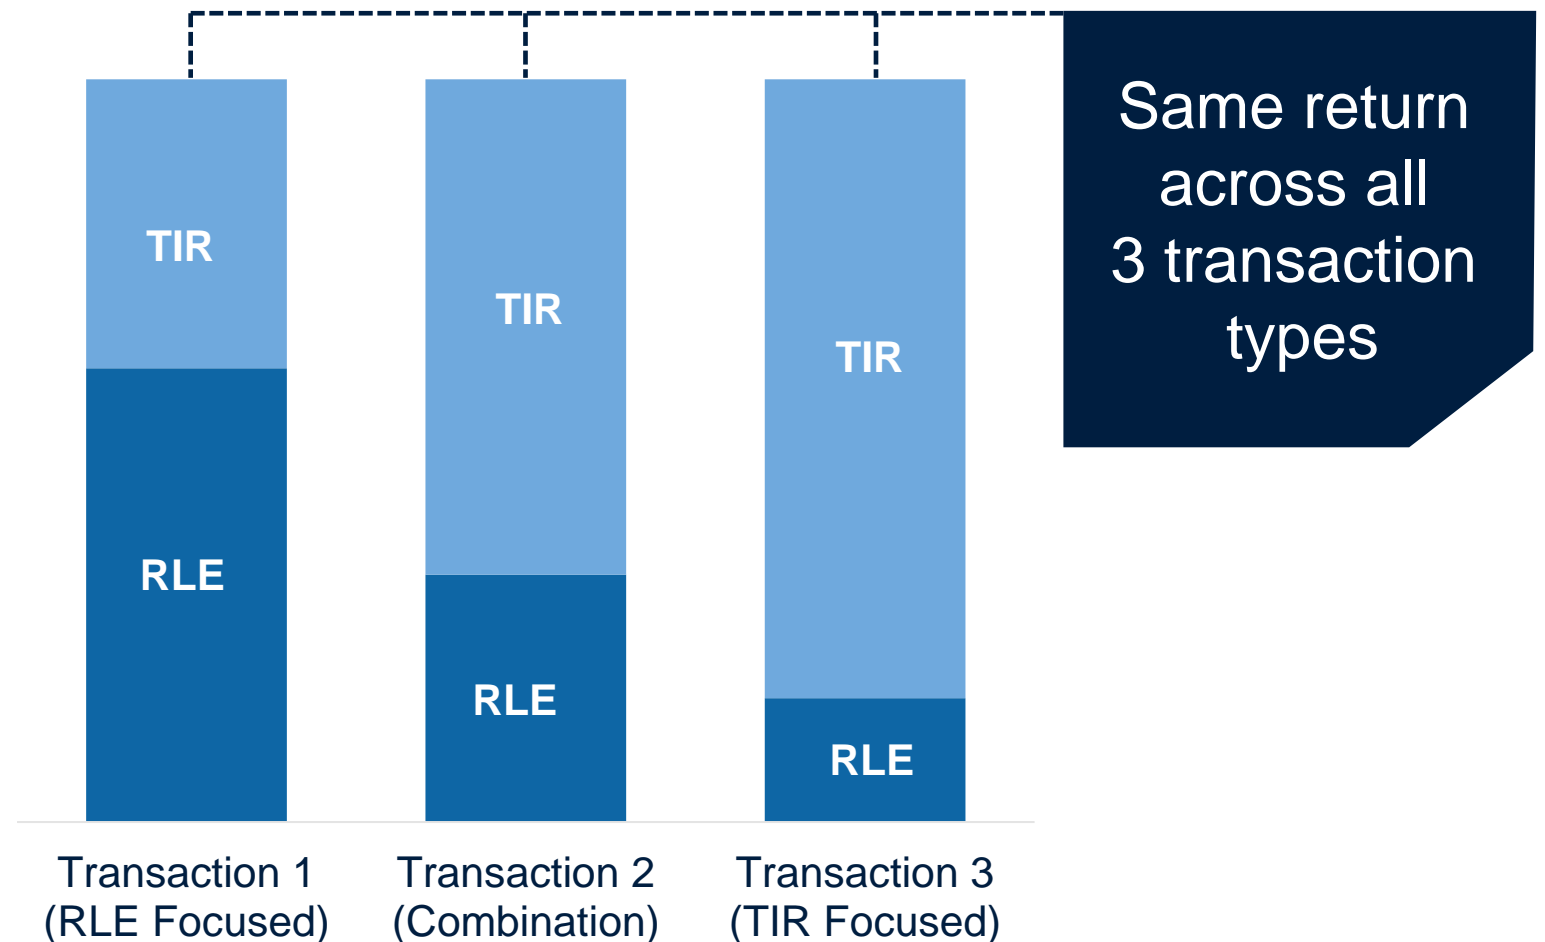 Same return
across all
3 transaction
types
TIR
TIR
TIR
RLE
RLE
RLE
Transaction 1
(RLE Focused)
Transaction 2
(Combination)
Transaction 3
(TIR Focused)